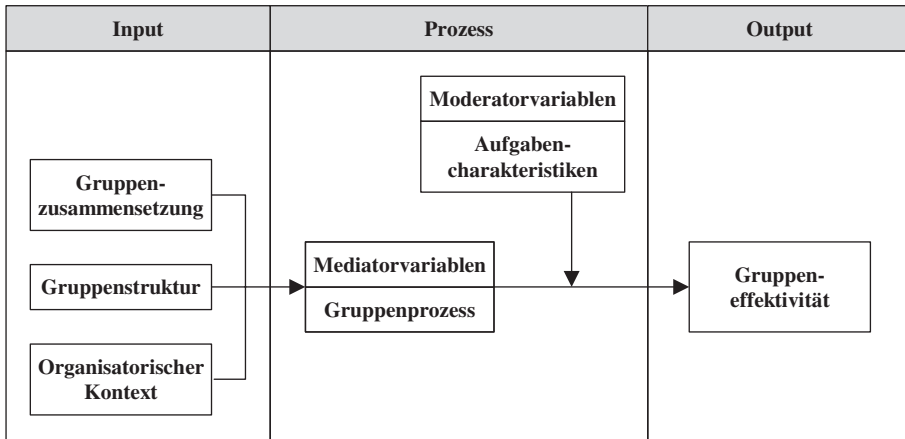 Input
Prozess
Output
Moderatorvariablen
Aufgaben-
charakteristiken
Gruppen-
zusammensetzung
Gruppenstruktur
Organisatorischer
Kontext
Mediatorvariablen
Gruppenprozess
Gruppen-
effektivität